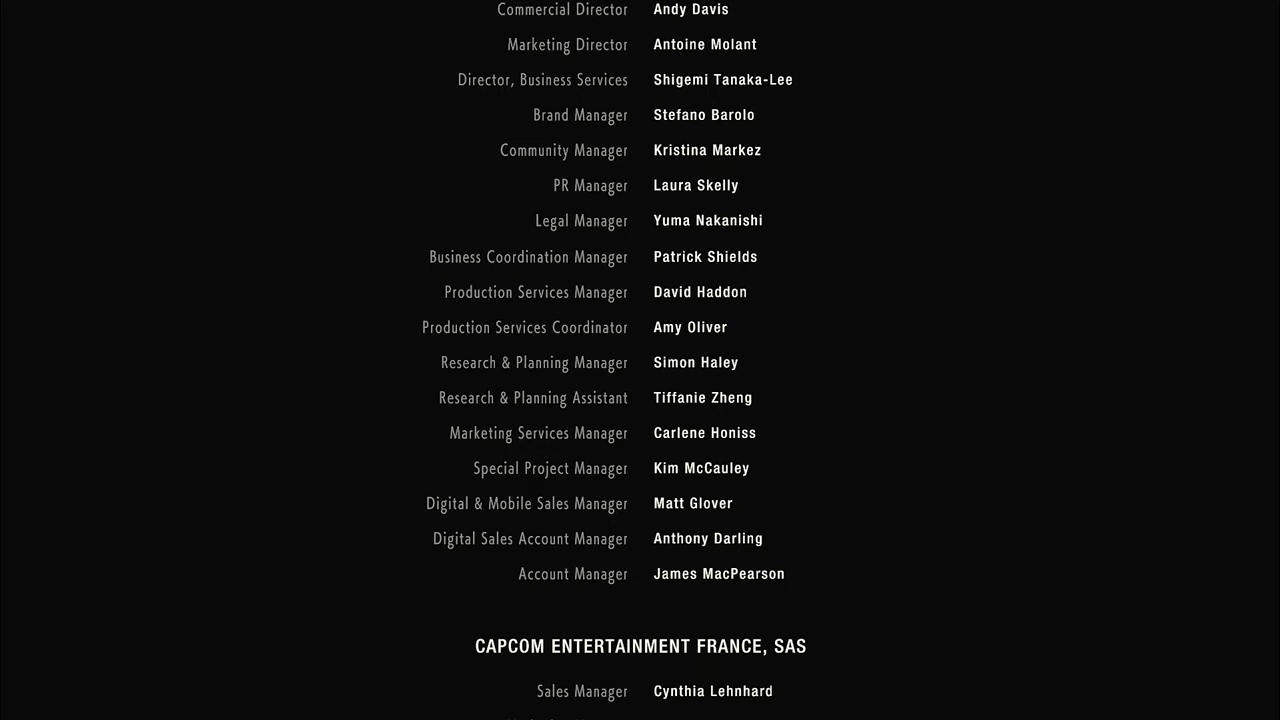 Commercial Director Andy Davis
Marketing Director Antoine Molant
Director, Business Services Shigemi Tanaka-Lee
Brand Manager Stefano Barolo
Community Manager Kristina Markez
PR Manager Laura Skelly
Legal Manager Yuma Nakanishi
Business Coordination Manager Patrick Shields
Production Services Manager David Haddon
Production Services Coordinator Amy Oliver
Research & Planning Manager Simon Haley
Research & Planning Assistant Tiffanie Zheng
Marketing Services Manager Carlene Honiss
Special Project Manager Kim McCauley
Digital & Mobile Sales Manager Matt Glover
Digital Sales Account Manager Anthony Darling
Account Manager James MacPearson
CAPCOM ENTERTAINMENT FRANCE, SAS
Sales Manager Cynthia Lehnhard